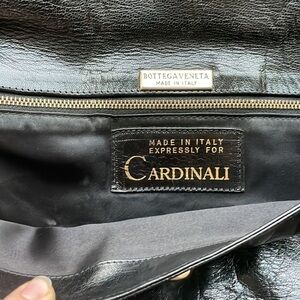 BOTTEGA VENETA
MADE IN ITALY
MADE IN ITALY
EXPRESSLY FOR
CARDINALI